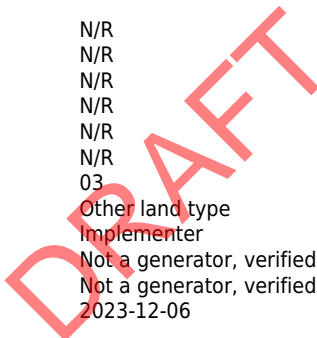 N/R
N/R
N/R
N/R
N/R
N/R
03
Other land type
Implementer
Not a generator, verified
Not a generator, verified
2023-12-06
DRAFT